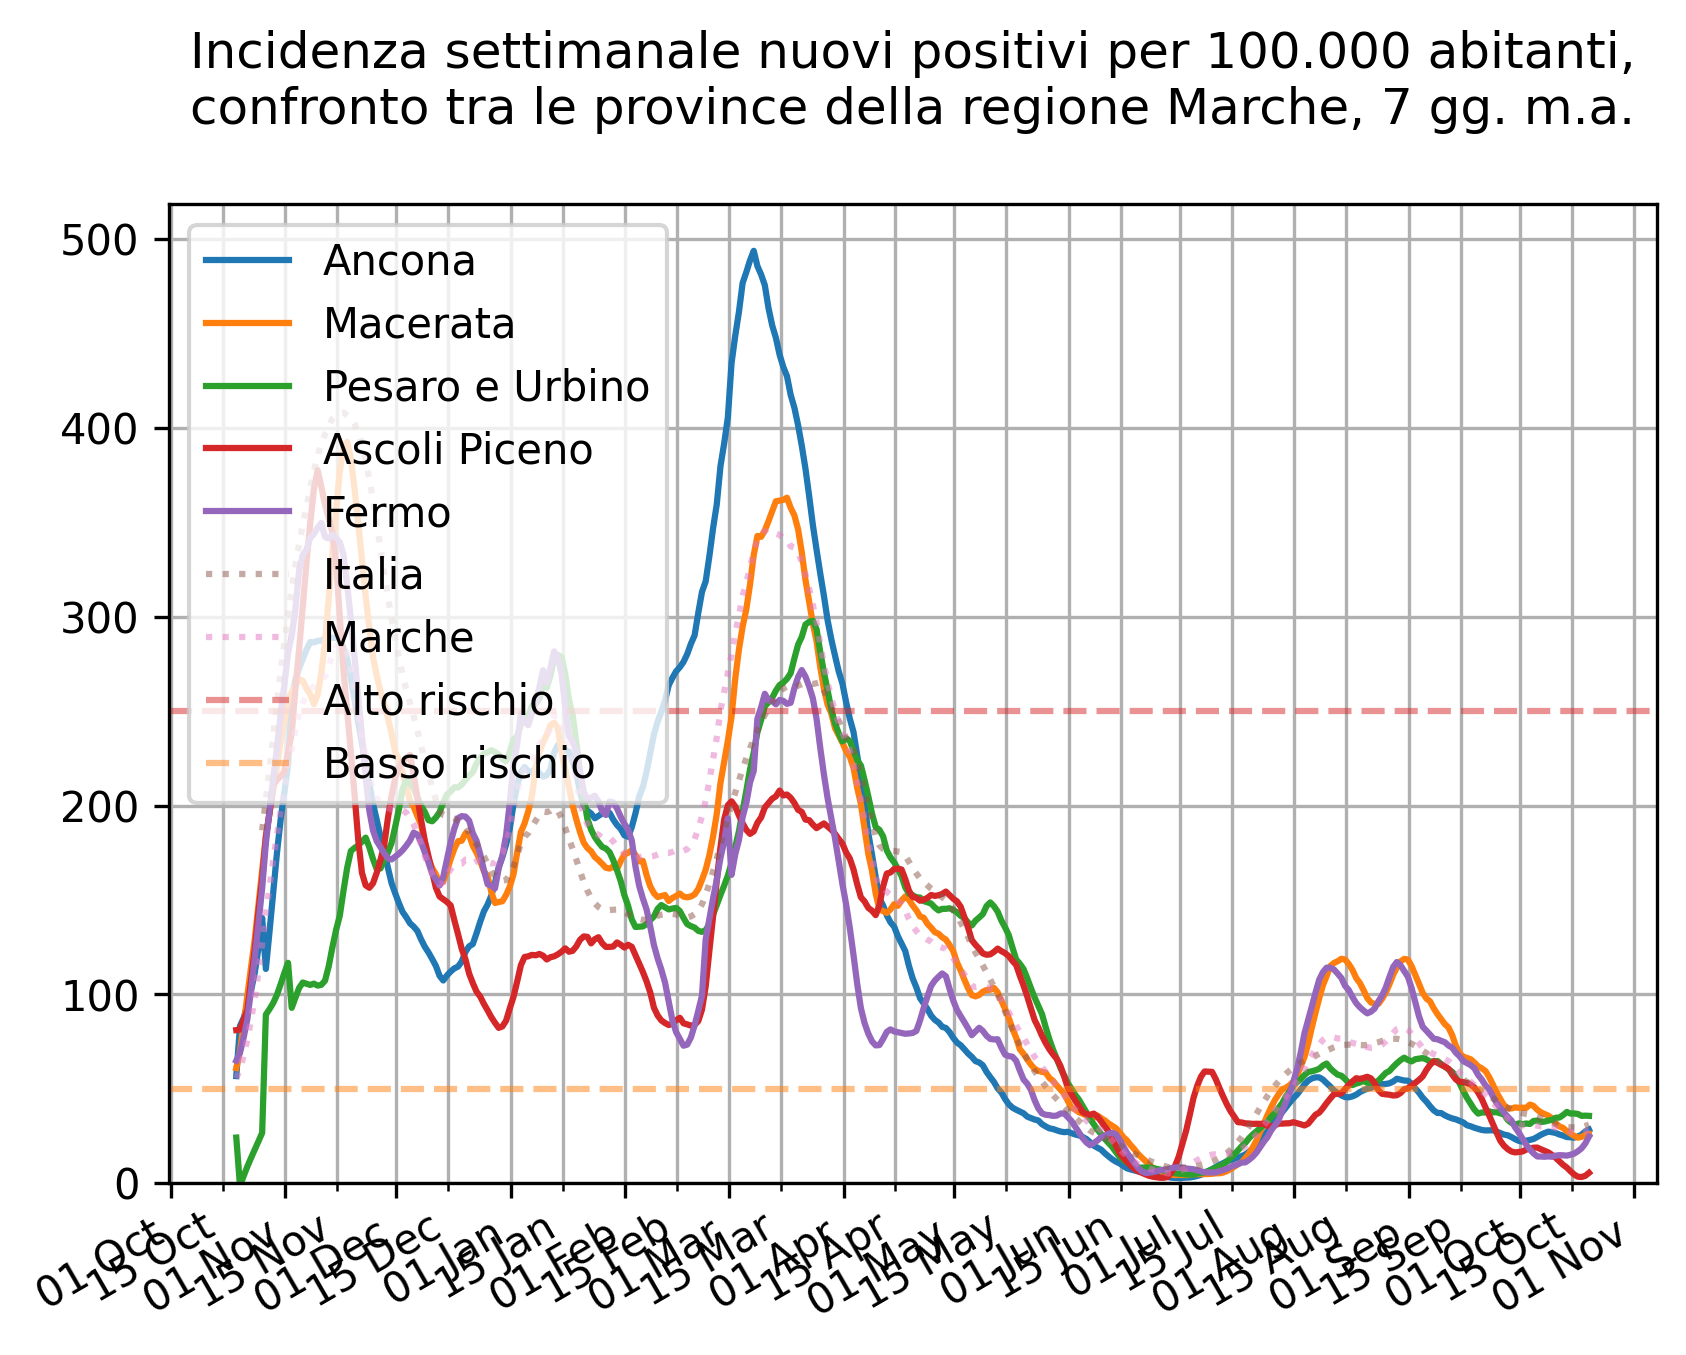 Incidenza settimanale nuovi positivi per 100.000 abitanti,
confronto tra le province della regione Marche, 7 gg. m.a.
500
400
300
200
100
0
Ancona
Macerata
Pesaro e Urbino
Ascoli Piceno
Fermo
Italia
Marche
Alto rischio
Basso rischio
01 Oct
15 Oct
01 Nov
15 Nov
01 Dec
15 Dec
01 Jan
15 Jan
01 Feb
15 Feb
01 Mar
15 Mar
01 Apr
15 Apr
01 May
15 May
01 Jun
15 Jun
01 Jul
15 Jul
01 Aug
15 Aug
01 Sep
15 Sep
01 Oct
15 Oct
01 Nov